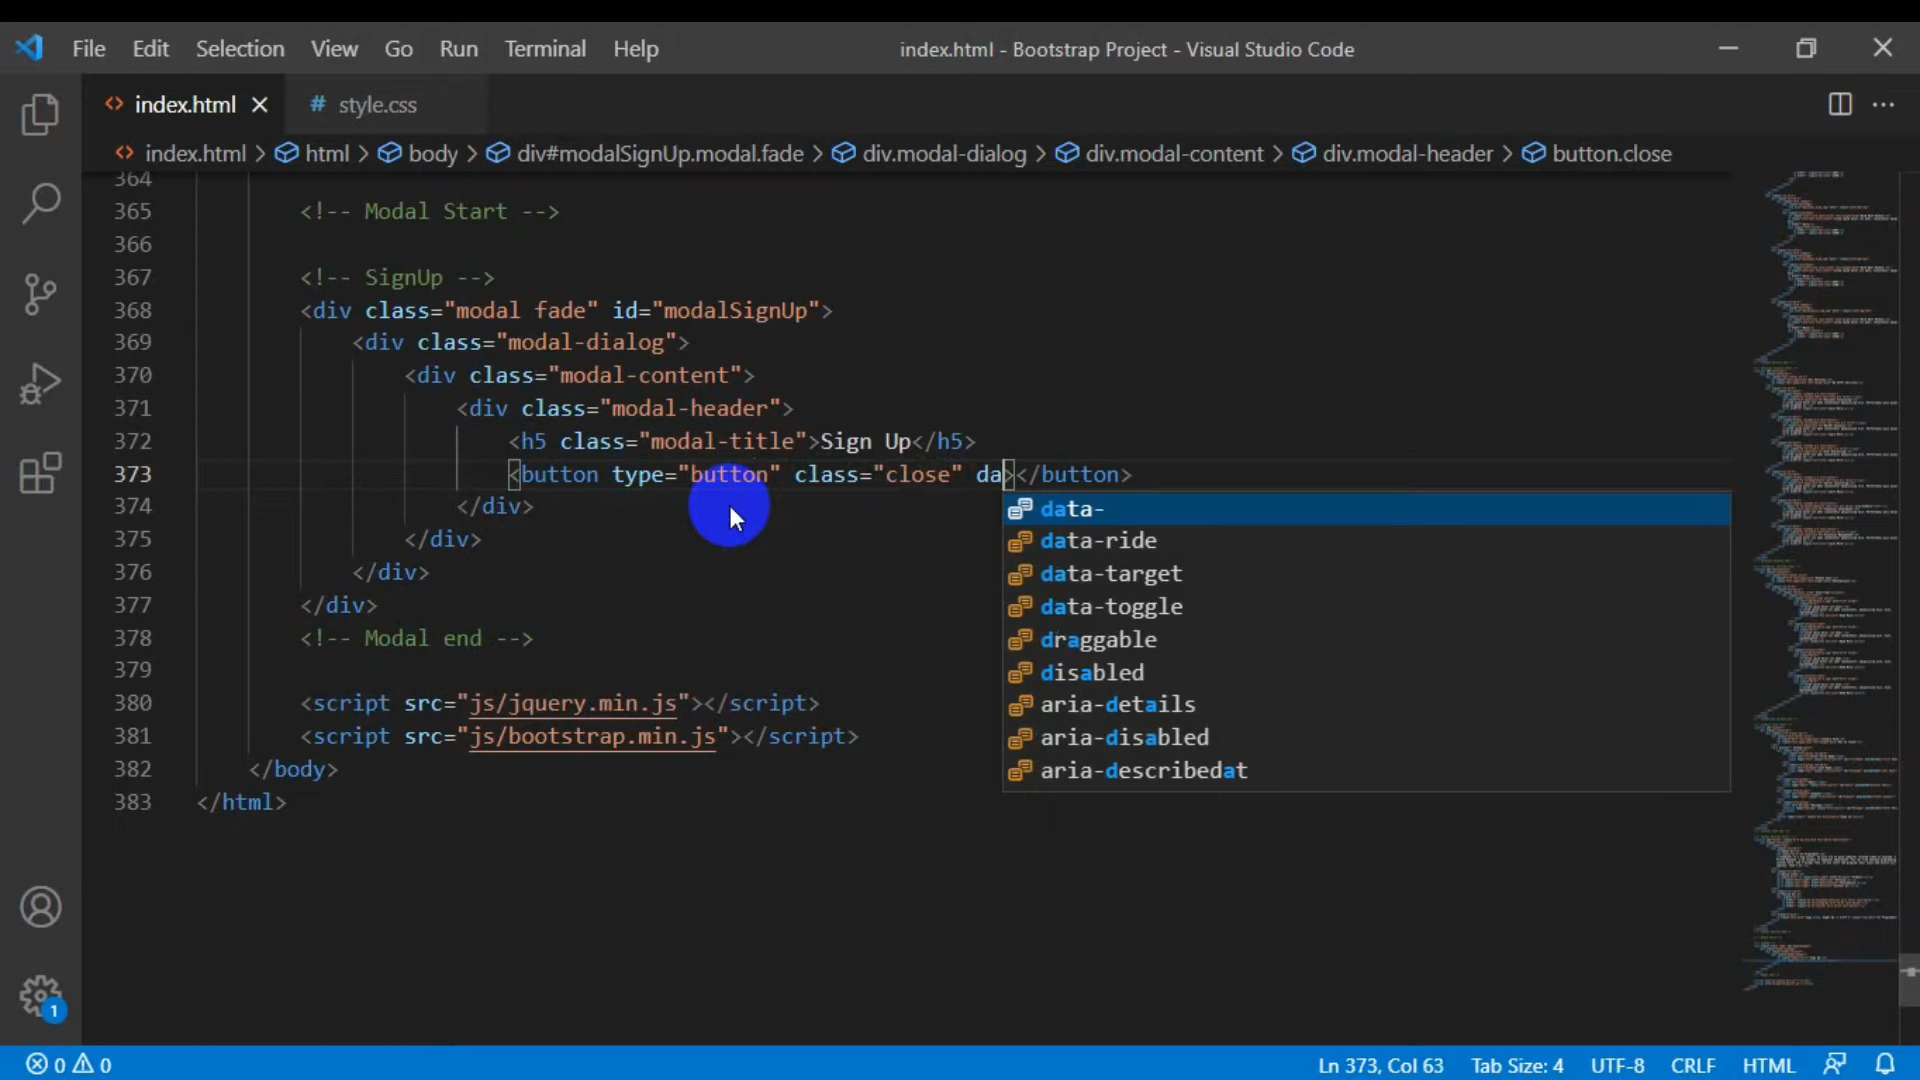 File Edit Selection View Go Run Terminal Help index.html - Bootstrap Project - Visual Studio Code
index.html # style.css
index.html > html > body > div#modalSignUp.modal.fade > div.modal-dialog > div.modal-content > div.modal-header > button.close
364
365 <!-- Modal Start -->
366
367 <!-- SignUp -->
368 <div class="modal fade" id="modalSignUp">
369 <div class="modal-dialog">
370 <div class="modal-content">
371 <div class="modal-header">
372 <h5 class="modal-title">Sign Up</h5>
373 <button type="button" class="close" da></button>
374 </div>
375 </div>
376 </div>
377 </div>
378 <!-- Modal end -->
379
380 <script src="js/jquery.min.js"></script>
381 <script src="js/bootstrap.min.js"></script>
382 </body>
383 </html>
data-
data-ride
data-target
data-toggle
draggable
disabled
aria-details
aria-disabled
aria-describedat
1
0 0 Ln 373, Col 63 Tab Size: 4 UTF-8 CRLF HTML